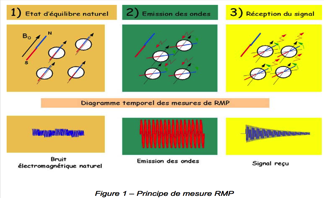 1) Etat d'équilibre naturel
2) Emission des ondes
3) Réception du signal
B0
N
S
Diagramme temporel des mesures de RMP
Bruit
électromagnétique naturel
Emission des ondes
Signal reçu
Figure 1 – Principe de mesure RMP